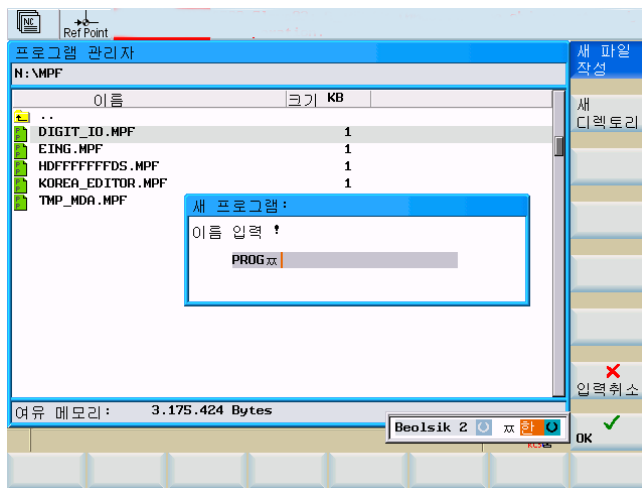 NC
Ref Point
프로그램 관리자
N:\MPF
이름 크기 KB
..
DIGIT_IO.MPF 1
EING.MPF 1
HDFFFFFFDS.MPF 1
KOREA_EDITOR.MPF 1
TMP_MDA.MPF
새 프로그램:
이름 입력 !
PROGㅉ
여유 메모리: 3.175.424 Bytes
Beolsik 2 ㅉ 한
새 파일
작성
새
디렉토리
입력취소
OK